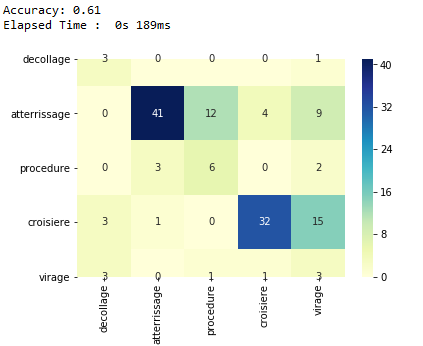 Accuracy: 0.61
Elapsed Time :  0s 189ms
decollage 3 0 0 0 1
atterrissage 0 41 12 4 9
procedure 0 3 6 0 2
croisiere 3 1 0 32 15
virage 3 0 1 1 3
decollage atterrissage procedure croisiere virage
40
32
24
16
8
0